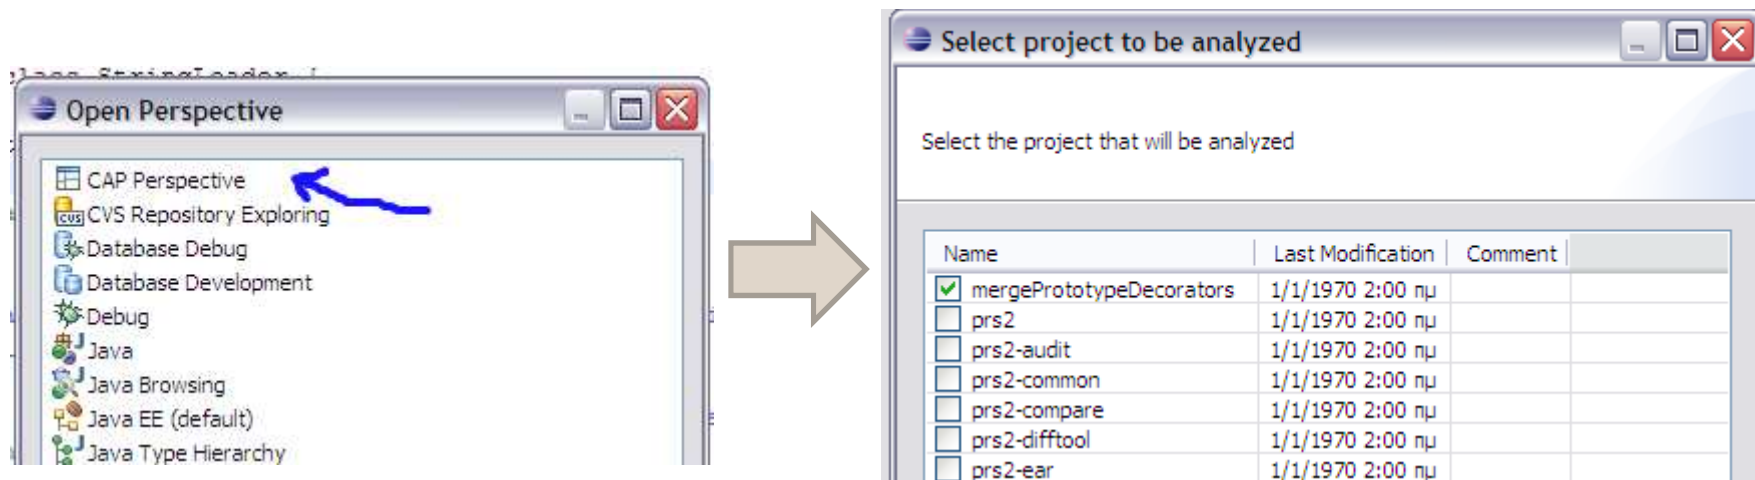 class StringLoader {
Open Perspective
CAP Perspective
CVS Repository Exploring
Database Debug
Database Development
Debug
Java
Java Browsing
Java EE (default)
Java Type Hierarchy
Select project to be analyzed
Select the project that will be analyzed
Name Last Modification Comment
mergePrototypeDecorators 1/1/1970 2:00 πμ
prs2 1/1/1970 2:00 πμ
prs2-audit 1/1/1970 2:00 πμ
prs2-common 1/1/1970 2:00 πμ
prs2-compare 1/1/1970 2:00 πμ
prs2-difftool 1/1/1970 2:00 πμ
prs2-ear 1/1/1970 2:00 πμ